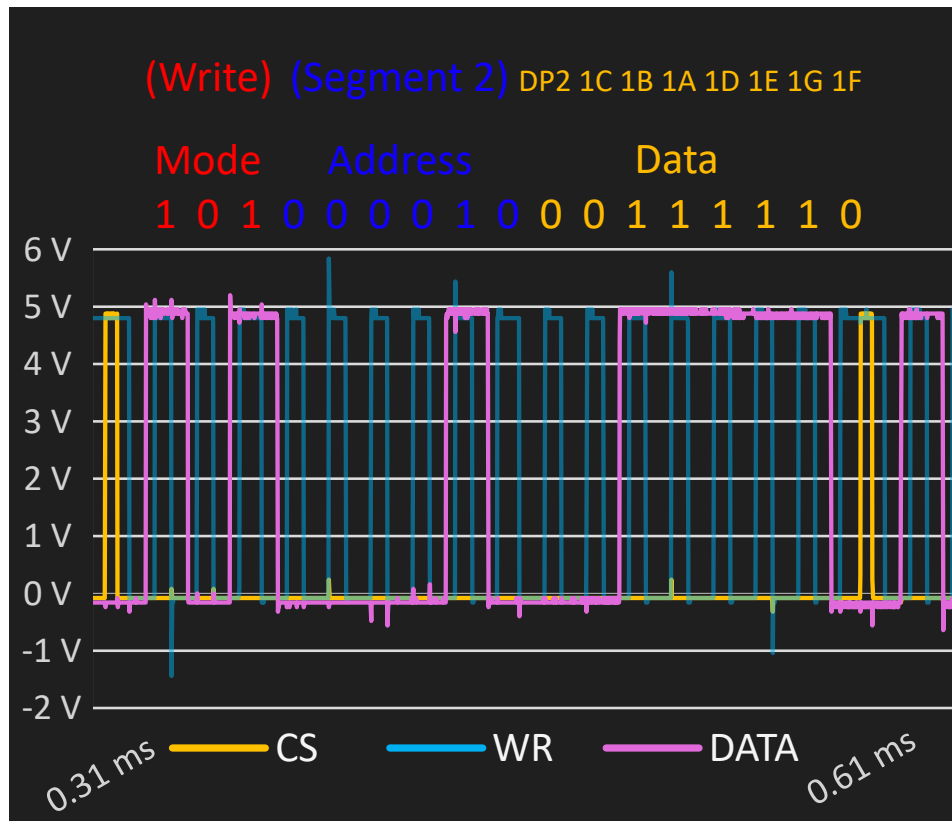 (Write) (Segment 2) DP2 1C 1B 1A 1D 1E 1G 1F
Mode Address Data
1 0 1 0 0 0 0 1 0 0 0 1 1 1 1 1 0
6 V
5 V
4 V
3 V
2 V
1 V
0 V
-1 V
-2 V
0.31 ms 0.61 ms
CS WR DATA